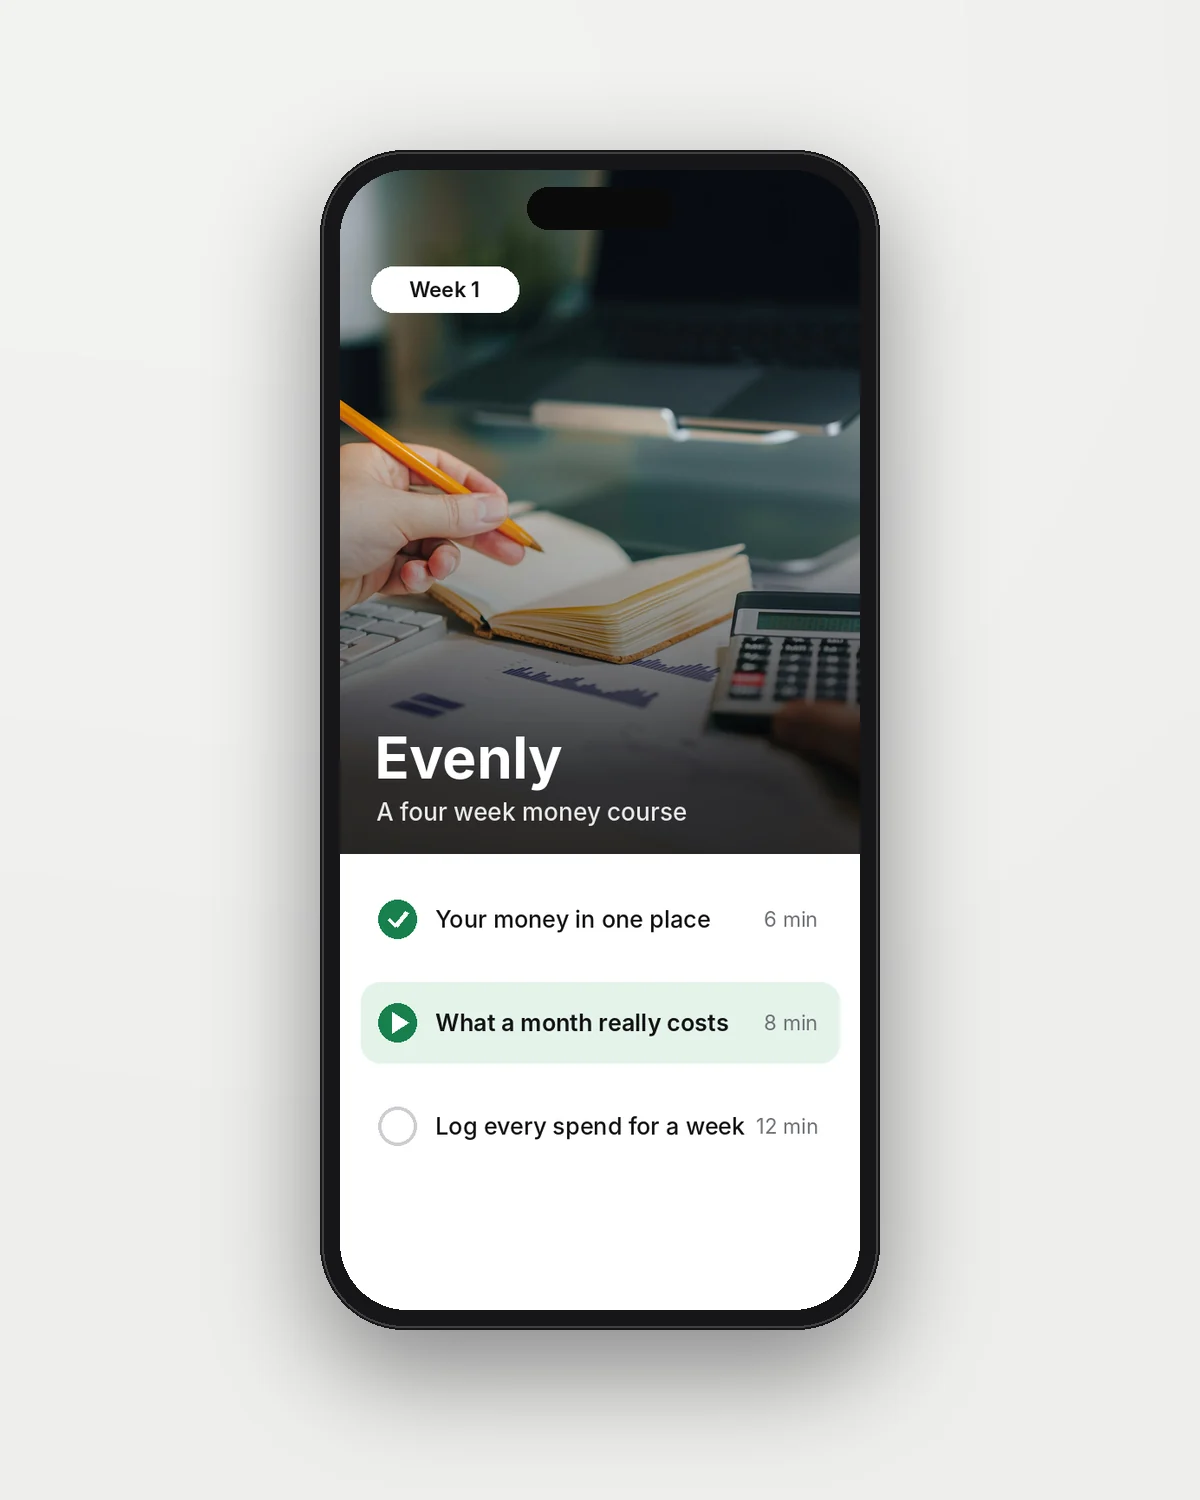 Week 1
Evenly
A four week money course
Your money in one place 6 min
What a month really costs 8 min
Log every spend for a week 12 min